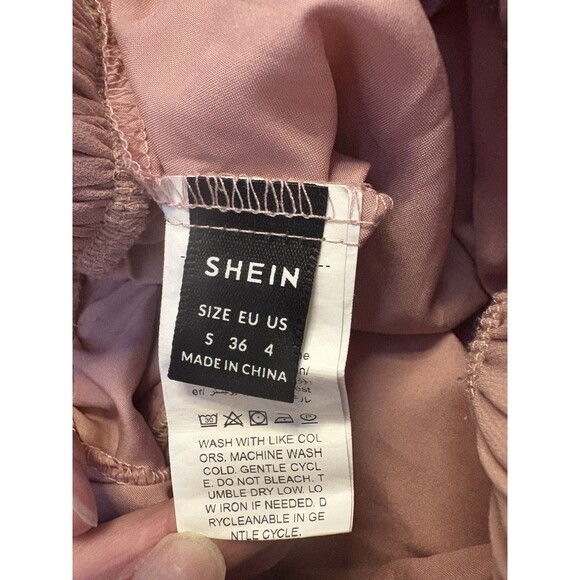 SHEIN
SIZE EU US
S 36 4
MADE IN CHINA
WASH WITH LIKE COL
ORS. MACHINE WASH
COLD. GENTLE CYCL
E. DO NOT BLEACH. T
UMBLE DRY LOW. LO
W IRON IF NEEDED. D
RYCLEANABLE IN GE
NTLE CYCLE.